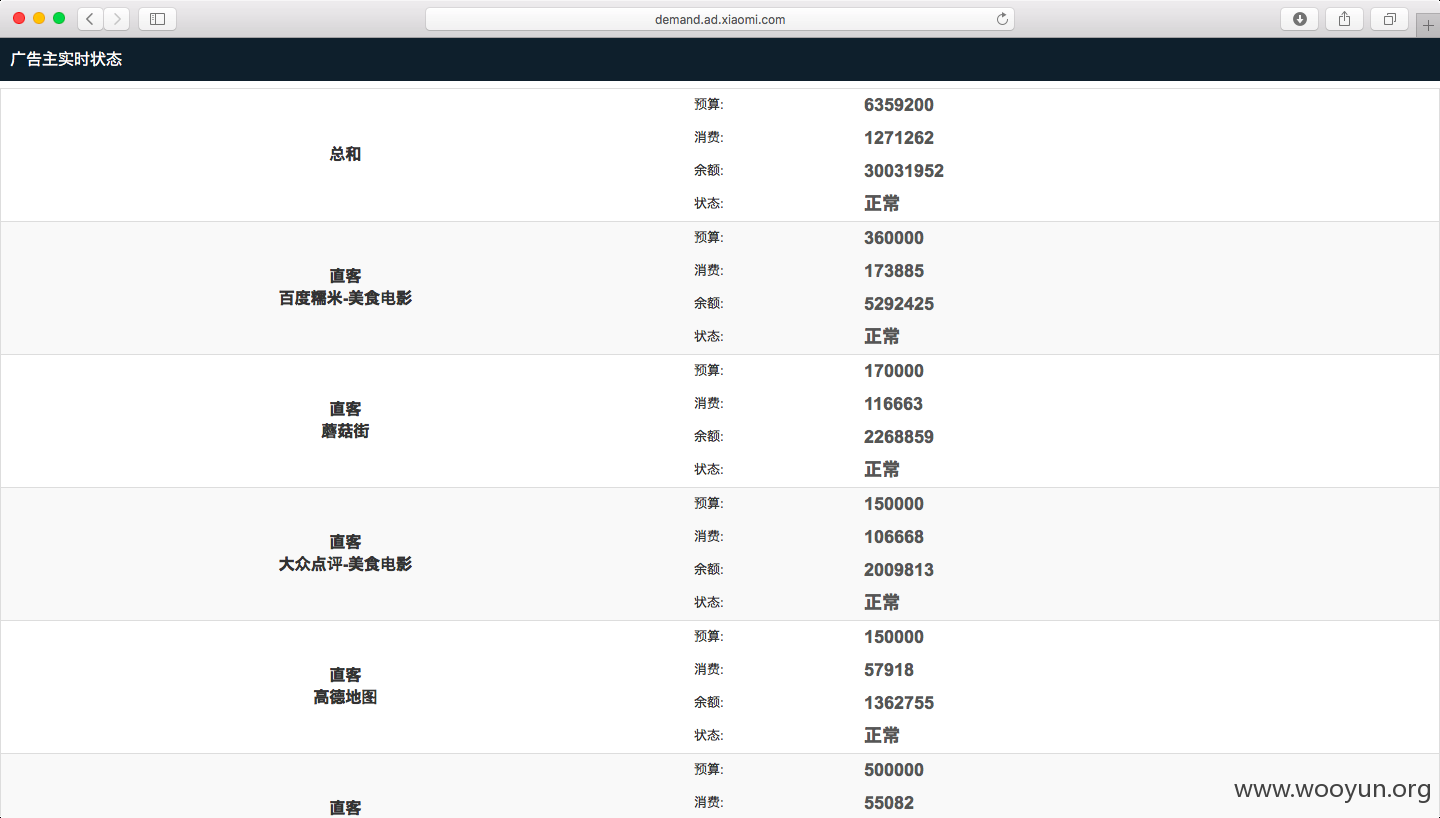 demand.ad.xiaomi.com
广告主实时状态
总和
预算: 6359200
消费: 1271262
余额: 30031952
状态: 正常
直客
百度糯米-美食电影
预算: 360000
消费: 173885
余额: 5292425
状态: 正常
直客
蘑菇街
预算: 170000
消费: 116663
余额: 2268859
状态: 正常
直客
大众点评-美食电影
预算: 150000
消费: 106668
余额: 2009813
状态: 正常
直客
高德地图
预算: 150000
消费: 57918
余额: 1362755
状态: 正常
直客
预算: 500000
消费: 55082
www.wooyun.org